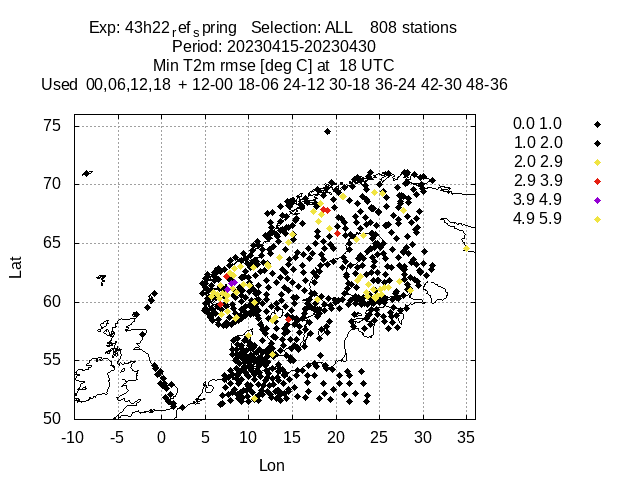 Exp: 43h22refspring Selection: ALL 808 stations
Period: 20230415-20230430
Min T2m rmse [deg C] at 18 UTC
Used 00,06,12,18 + 12-00 18-06 24-12 30-18 36-24 42-30 48-36
0.0 1.0
1.0 2.0
2.0 2.9
2.9 3.9
3.9 4.9
4.9 5.9
75
70
65
60
55
50
Lat
-10 -5 0 5 10 15 20 25 30 35
Lon